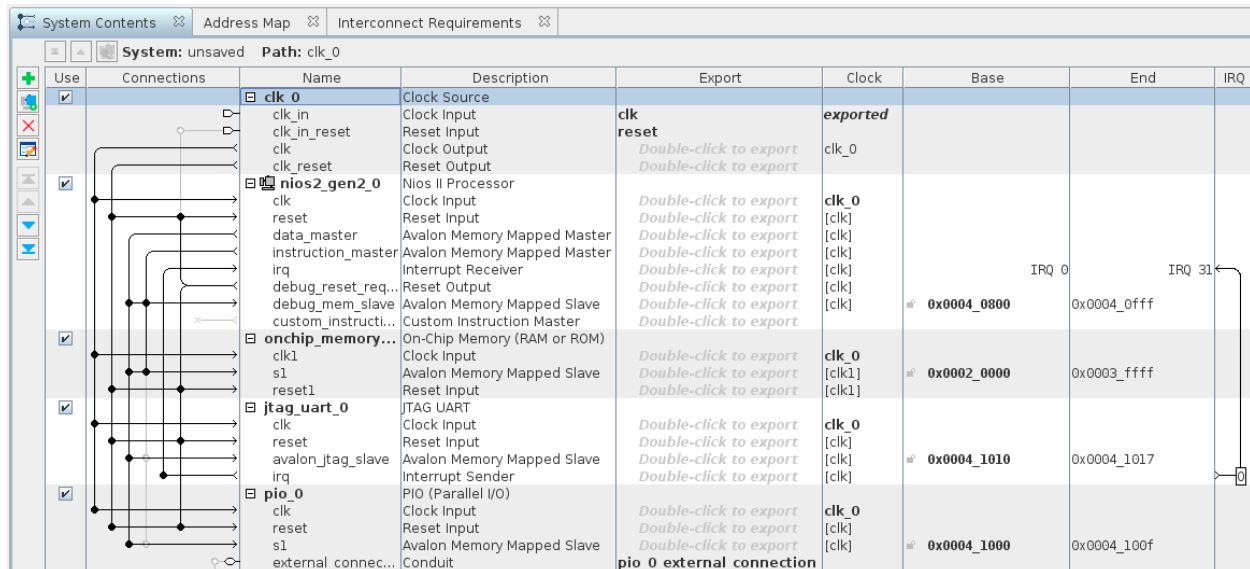 System Contents Address Map Interconnect Requirements
System: unsaved Path: clk_0
Use Connections Name Description Export Clock Base End IRQ
clk_0 Clock Source
clk_in Clock Input clk exported
clk_in_reset Reset Input reset
clk Clock Output Double-click to export clk_0
clk_reset Reset Output Double-click to export
nios2_gen2_0 Nios II Processor
clk Clock Input Double-click to export clk_0
reset Reset Input Double-click to export [clk]
data_master Avalon Memory Mapped Master Double-click to export [clk]
instruction_master Avalon Memory Mapped Master Double-click to export [clk]
irq Interrupt Receiver Double-click to export [clk] IRQ 0 IRQ 31
debug_reset_req... Reset Output Double-click to export [clk]
debug_mem_slave Avalon Memory Mapped Slave Double-click to export [clk] 0x0004_0800 0x0004_0fff
custom_instructi... Custom Instruction Master Double-click to export
onchip_memory... On-Chip Memory (RAM or ROM)
clk1 Clock Input Double-click to export clk_0
s1 Avalon Memory Mapped Slave Double-click to export [clk1] 0x0002_0000 0x0003_ffff
reset1 Reset Input Double-click to export [clk1]
jtag_uart_0 JTAG UART
clk Clock Input Double-click to export clk_0
reset Reset Input Double-click to export [clk]
avalon_jtag_slave Avalon Memory Mapped Slave Double-click to export [clk] 0x0004_1010 0x0004_1017
irq Interrupt Sender Double-click to export [clk] 0
pio_0 PIO (Parallel I/O)
clk Clock Input Double-click to export clk_0
reset Reset Input Double-click to export [clk]
s1 Avalon Memory Mapped Slave Double-click to export [clk] 0x0004_1000 0x0004_100f
external_connec... Conduit pio_0_external_connection